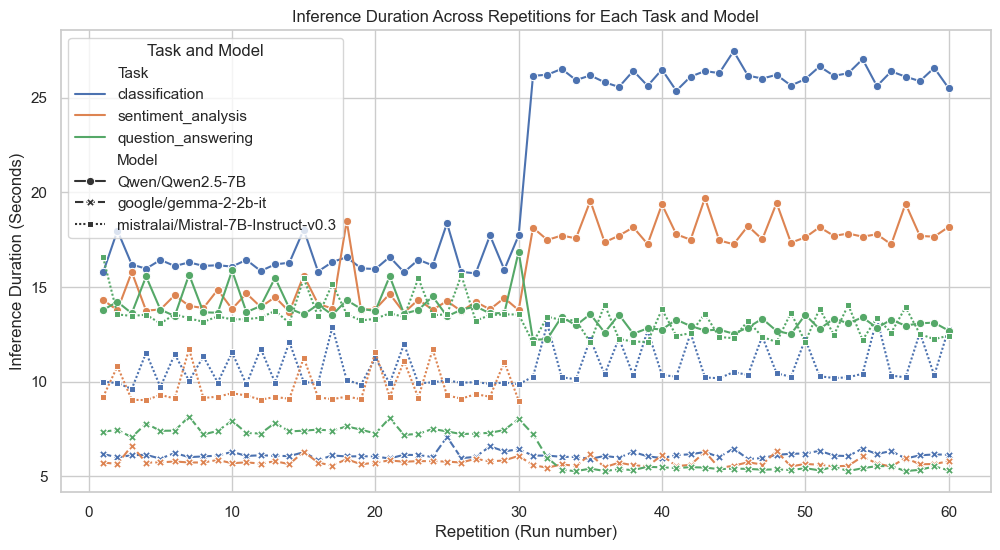 Inference Duration Across Repetitions for Each Task and Model
Task and Model
Task
classification
sentiment_analysis
question_answering
Model
Qwen/Qwen2.5-7B
google/gemma-2-2b-it
mistralai/Mistral-7B-Instruct-v0.3
Inference Duration (Seconds)
25
20
15
10
5
0
10
20
30
40
50
60
Repetition (Run number)